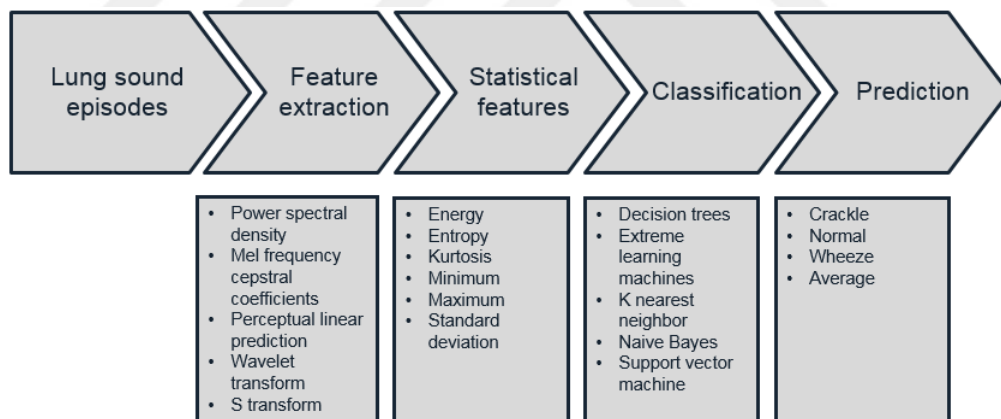 Lung sound
episodes
Feature
extraction
Statistical
features
Classification
Prediction
• Power spectral
density
• Mel frequency
cepstral
coefficients
• Perceptual linear
prediction
• Wavelet
transform
• S transform
• Energy
• Entropy
• Kurtosis
• Minimum
• Maximum
• Standard
deviation
• Decision trees
• Extreme
learning
machines
• K nearest
neighbor
• Naive Bayes
• Support vector
machine
• Crackle
• Normal
• Wheeze
• Average